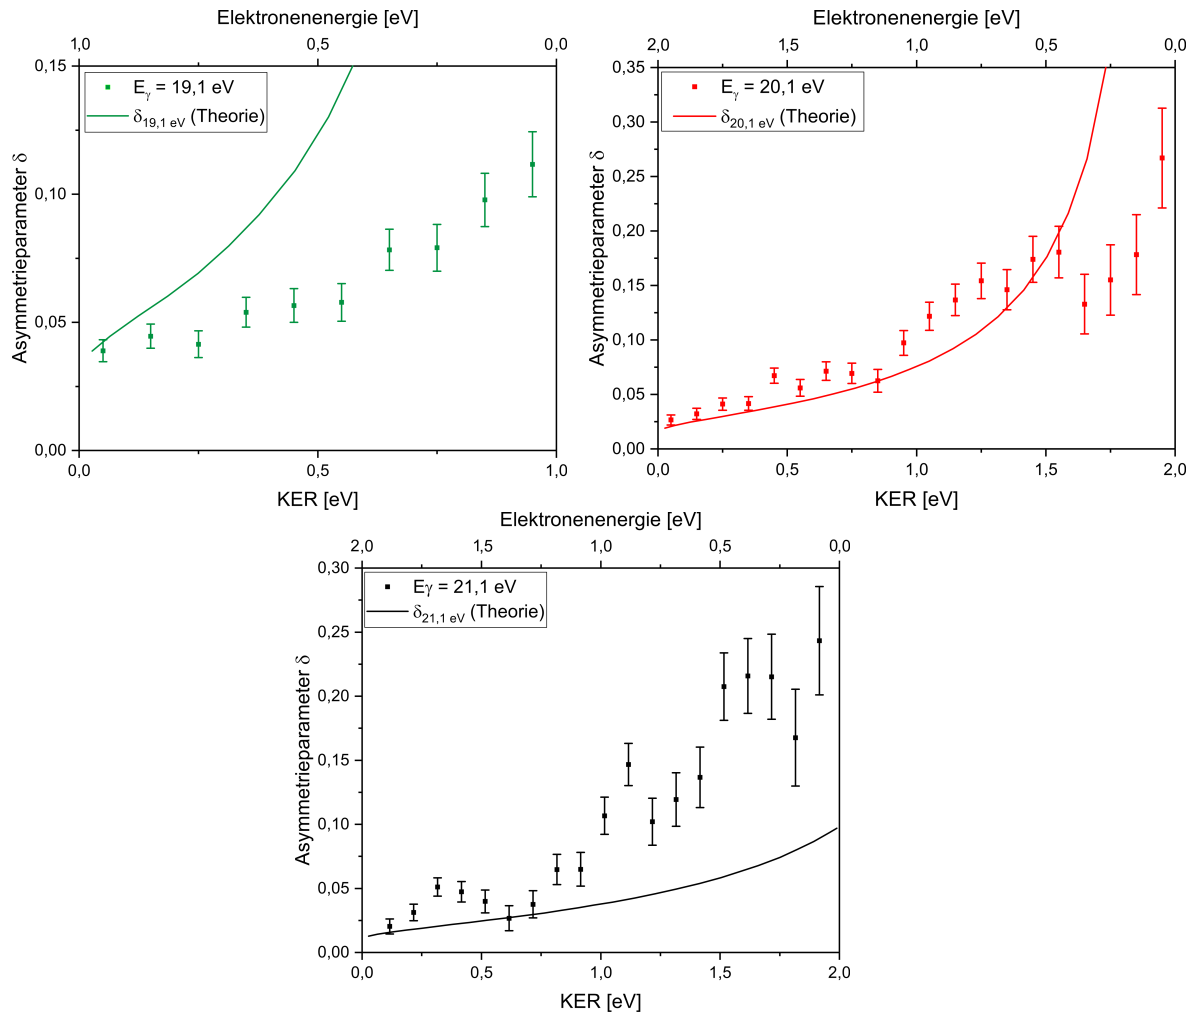 Elektronenenergie [eV]
1,0 0,5 0,0
0,15
0,10
0,05
0,00
Asymmetrieparameter δ
Eγ = 19,1 eV
δ19,1 eV (Theorie)
0,0 0,5 1,0
KER [eV]
Elektronenenergie [eV]
2,0 1,5 1,0 0,5 0,0
0,35
0,30
0,25
0,20
0,15
0,10
0,05
0,00
Asymmetrieparameter δ
Eγ = 20,1 eV
δ20,1 eV (Theorie)
0,0 0,5 1,0 1,5 2,0
KER [eV]
Elektronenenergie [eV]
2,0 1,5 1,0 0,5 0,0
0,30
0,25
0,20
0,15
0,10
0,05
0,00
Asymmetrieparameter δ
Eγ = 21,1 eV
δ21,1 eV (Theorie)
0,0 0,5 1,0 1,5 2,0
KER [eV]